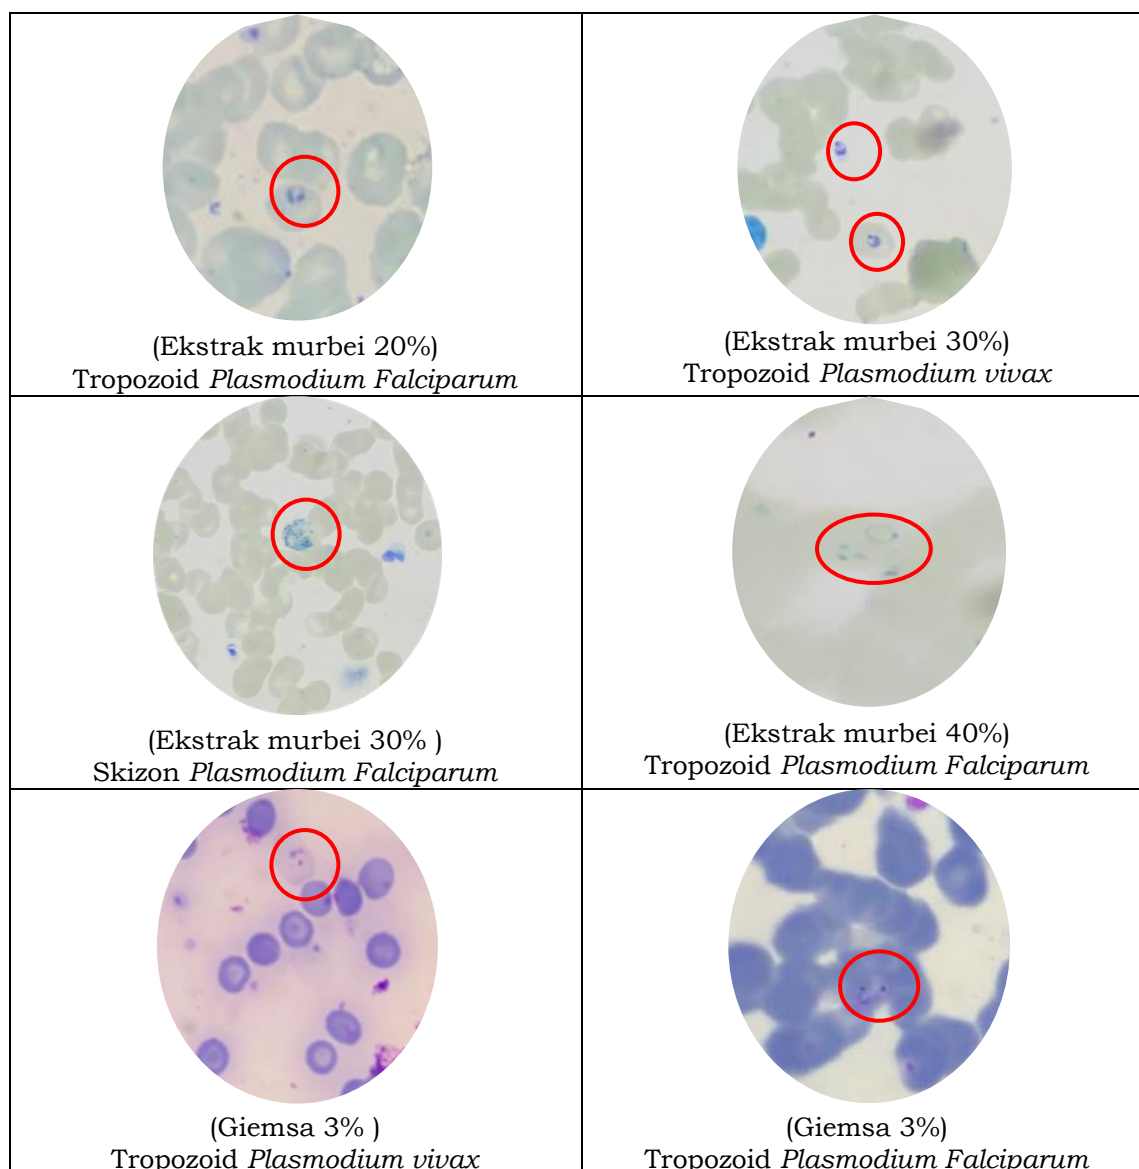 (Ekstrak murbei 20%)
Tropozoid Plasmodium Falciparum
(Ekstrak murbei 30%)
Tropozoid Plasmodium vivax
(Ekstrak murbei 30% )
Skizon Plasmodium Falciparum
(Ekstrak murbei 40%)
Tropozoid Plasmodium Falciparum
(Giemsa 3% )
Tropozoid Plasmodium vivax
(Giemsa 3%)
Tropozoid Plasmodium Falciparum